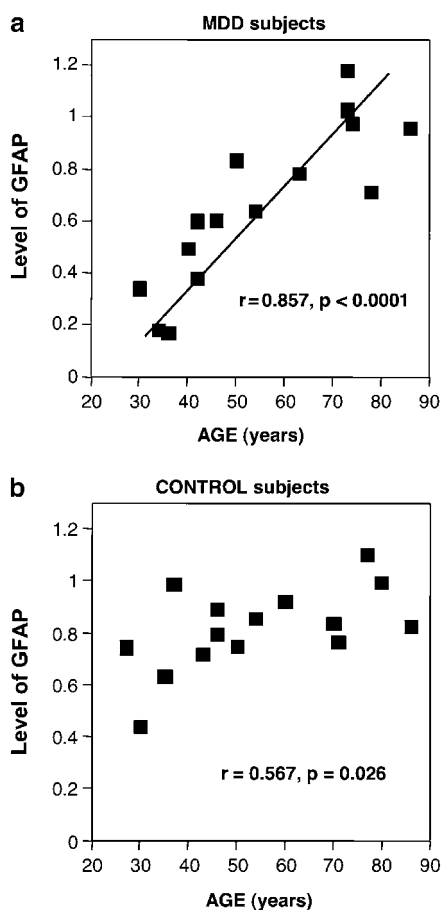 a
MDD subjects
1.2
1
0.8
0.6
0.4
0.2
0
Level of GFAP
r=0.857, p < 0.0001
20 30 40 50 60 70 80 90
AGE (years)
b
CONTROL subjects
1.2
1
0.8
0.6
0.4
0.2
0
Level of GFAP
r = 0.567, p = 0.026
20 30 40 50 60 70 80 90
AGE (years)